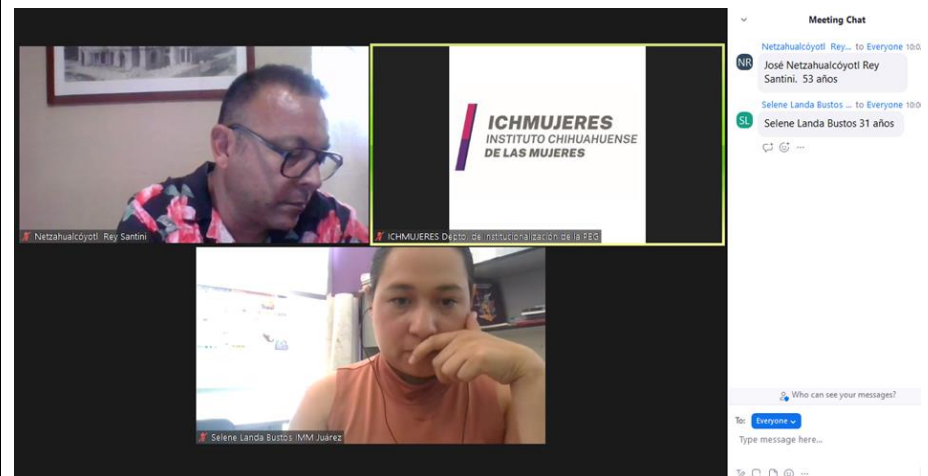 Netzahualcóyotl Rey Santini
ICHMUJERES
INSTITUTO CHIHUAHUENSE
DE LAS MUJERES
ICHMUJERES Depto. de Institucionalización de la PEG
Selene Landa Bustos IMM Juárez
Meeting Chat
Netzahualcóyotl Rey... to Everyone
NR
José Netzahualcóyotl Rey
Santini. 53 años
Selene Landa Bustos ... to Everyone
SL
Selene Landa Bustos 31 años
Who can see your messages?
To: Everyone
Type message here...